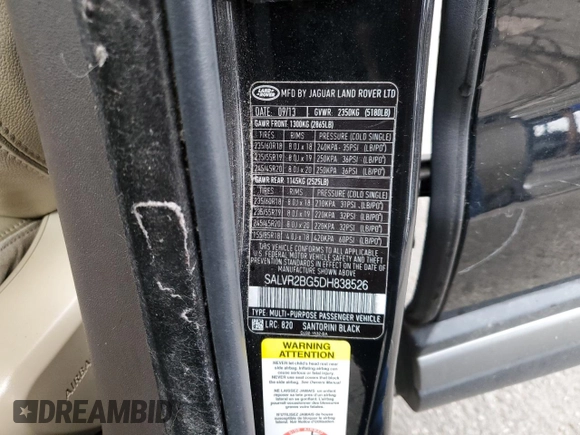 LAND ROVER
MFD BY JAGUAR LAND ROVER LTD
DATE 09/13 GVWR 2350KG (5180LB)
GAWR FRONT 1300KG (2865LB)
TIRES RIMS PRESSURE (COLD SINGLE)
235/60R18 8.0J x 18 240KPA - 35PSI (LB/PO²)
235/55R19 8.0J x 19 250KPA 36PSI (LB/PO²)
245/45R20 8.0J x 20 250KPA 36PSI (LB/PO²)
GAWR REAR 1145KG (2525LB)
TIRES RIMS PRESSURE (COLD SINGLE)
235/60R18 8.0J x 18 210KPA 31PSI (LB/PO²)
235/55R19 8.0J x 19 220KPA 32PSI (LB/PO²)
245/45R20 8.0J x 20 220KPA 32PSI (LB/PO²)
155/85R18 4.0J x 18 420KPA 60PSI (LB/PO²)
THIS VEHICLE CONFORMS TO ALL APPLICABLE
U.S. FEDERAL MOTOR VEHICLE SAFETY AND
THEFT PREVENTION STANDARDS IN EFFECT ON THE
DATE OF MANUFACTURE SHOWN ABOVE
SALVR2BG5DH838526
TYPE: MULTI-PURPOSE PASSENGER VEHICLE
LRC. 820 SANTORINI BLACK
WARNING
AIRBAG
DREAMBID